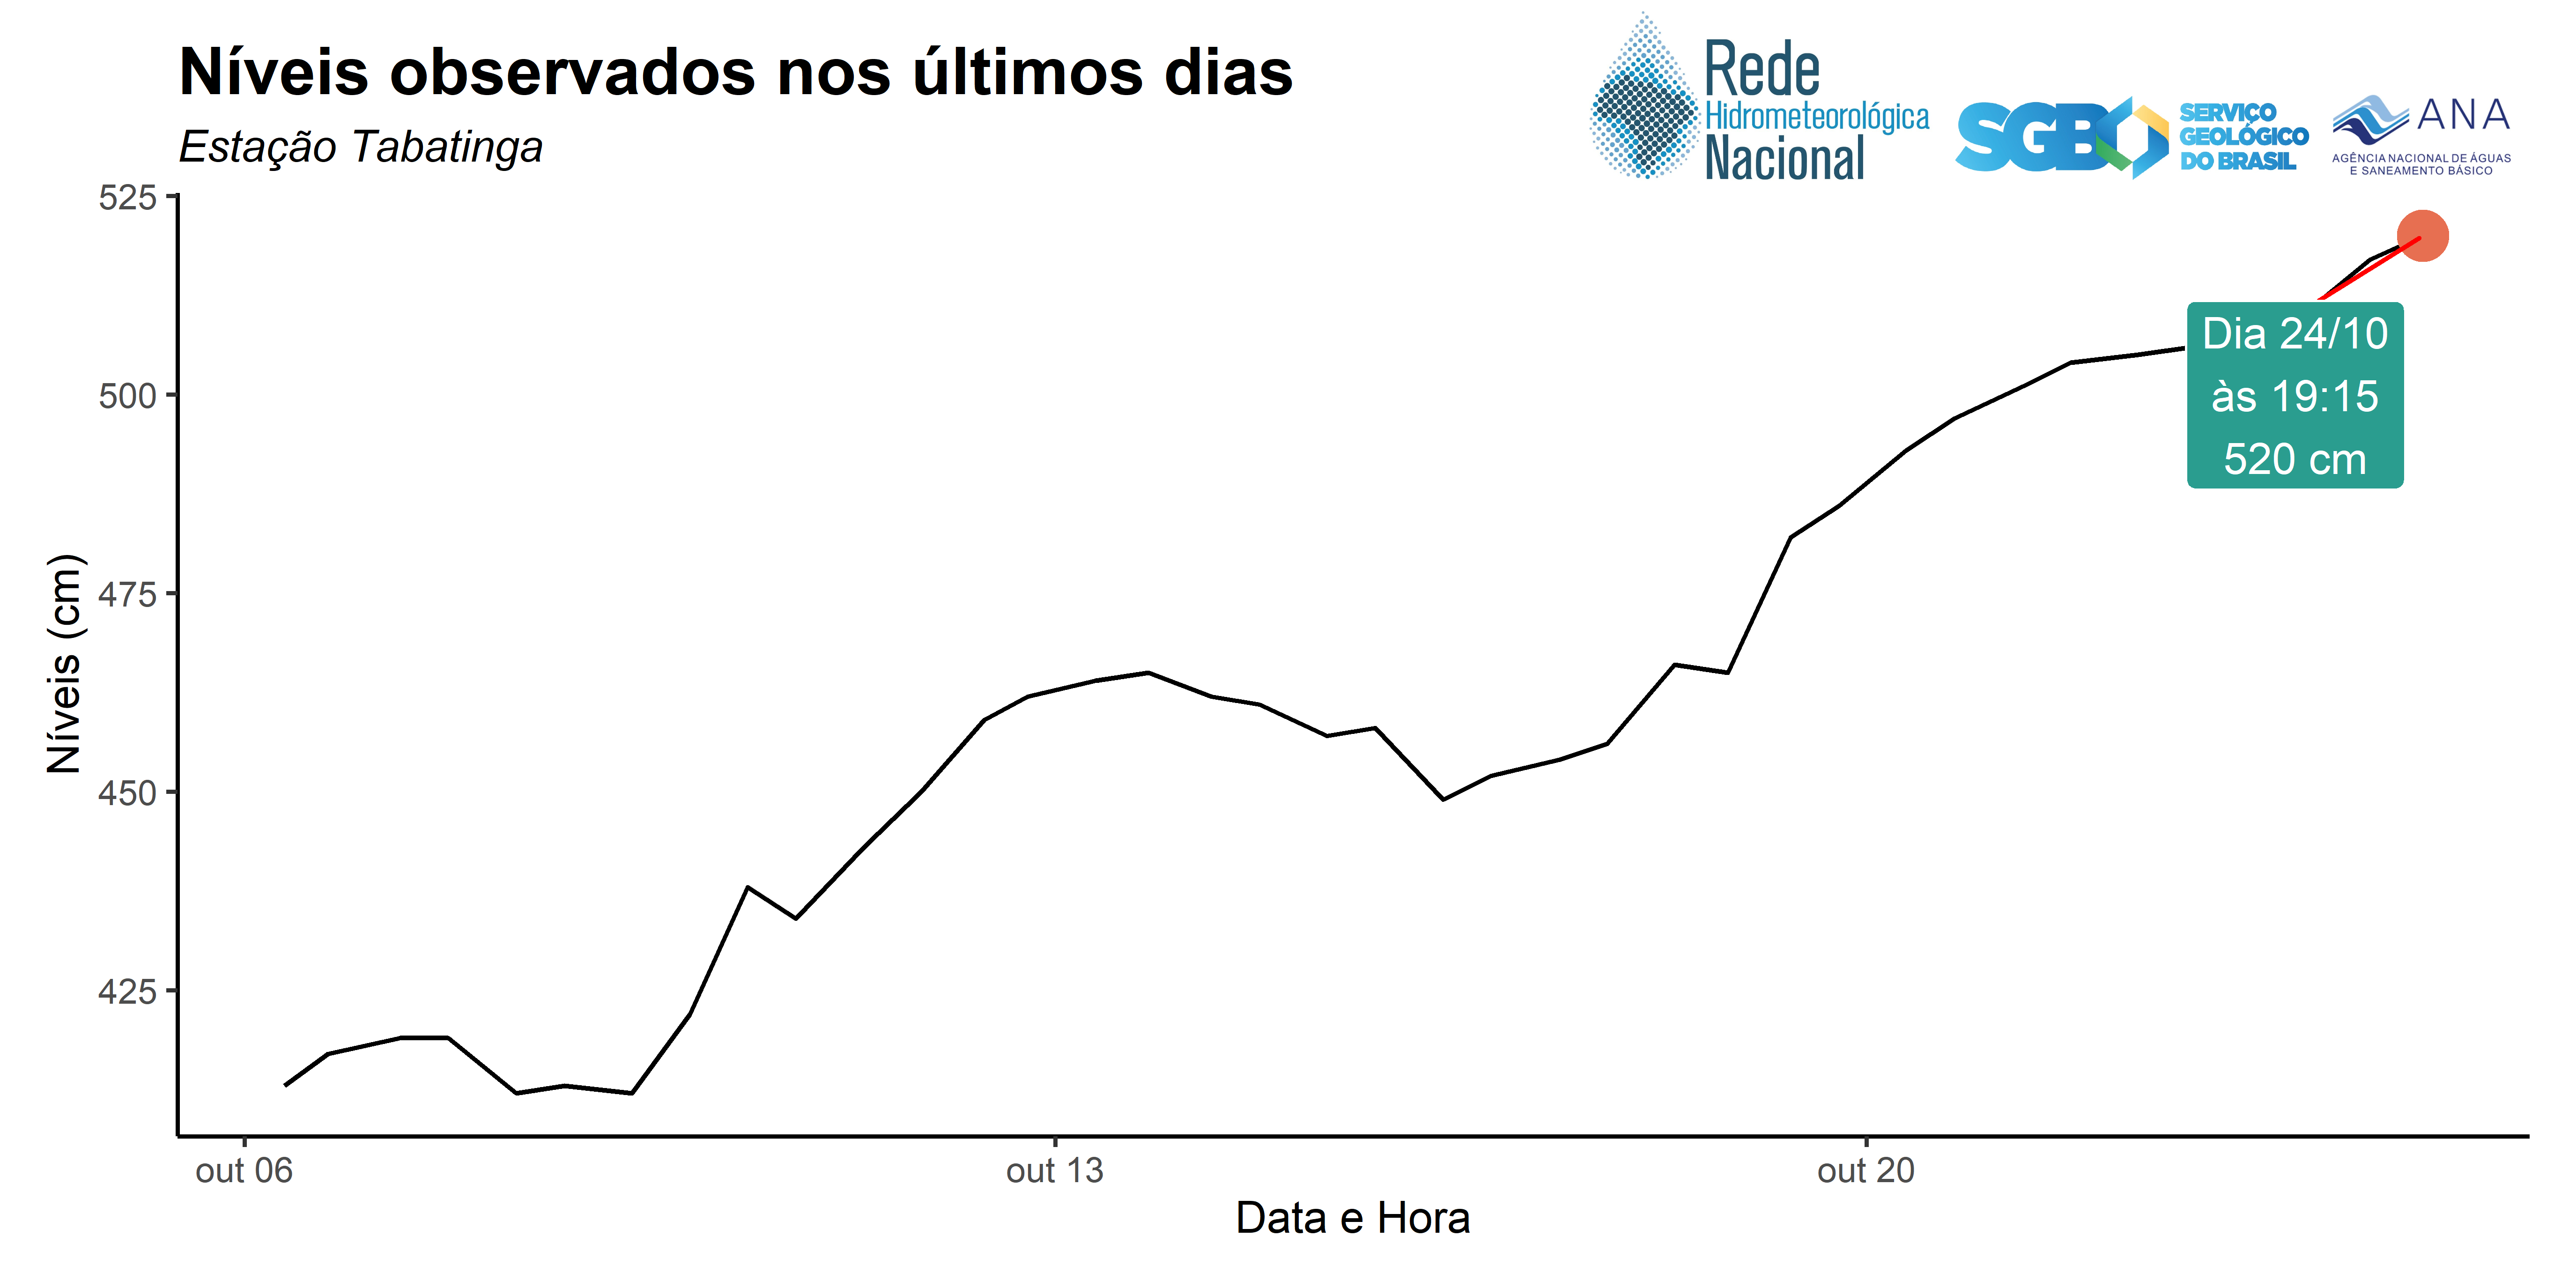 Níveis observados nos últimos dias
Estação Tabatinga
Rede
Hidrometeorológica
Nacional
SGB
SERVIÇO
GEOLÓGICO
DO BRASIL
ANA
AGÊNCIA NACIONAL DE ÁGUAS
E SANEAMENTO BÁSICO
525
500
475
450
425
Níveis (cm)
Dia 24/10
às 19:15
520 cm
out 06
out 13
out 20
Data e Hora